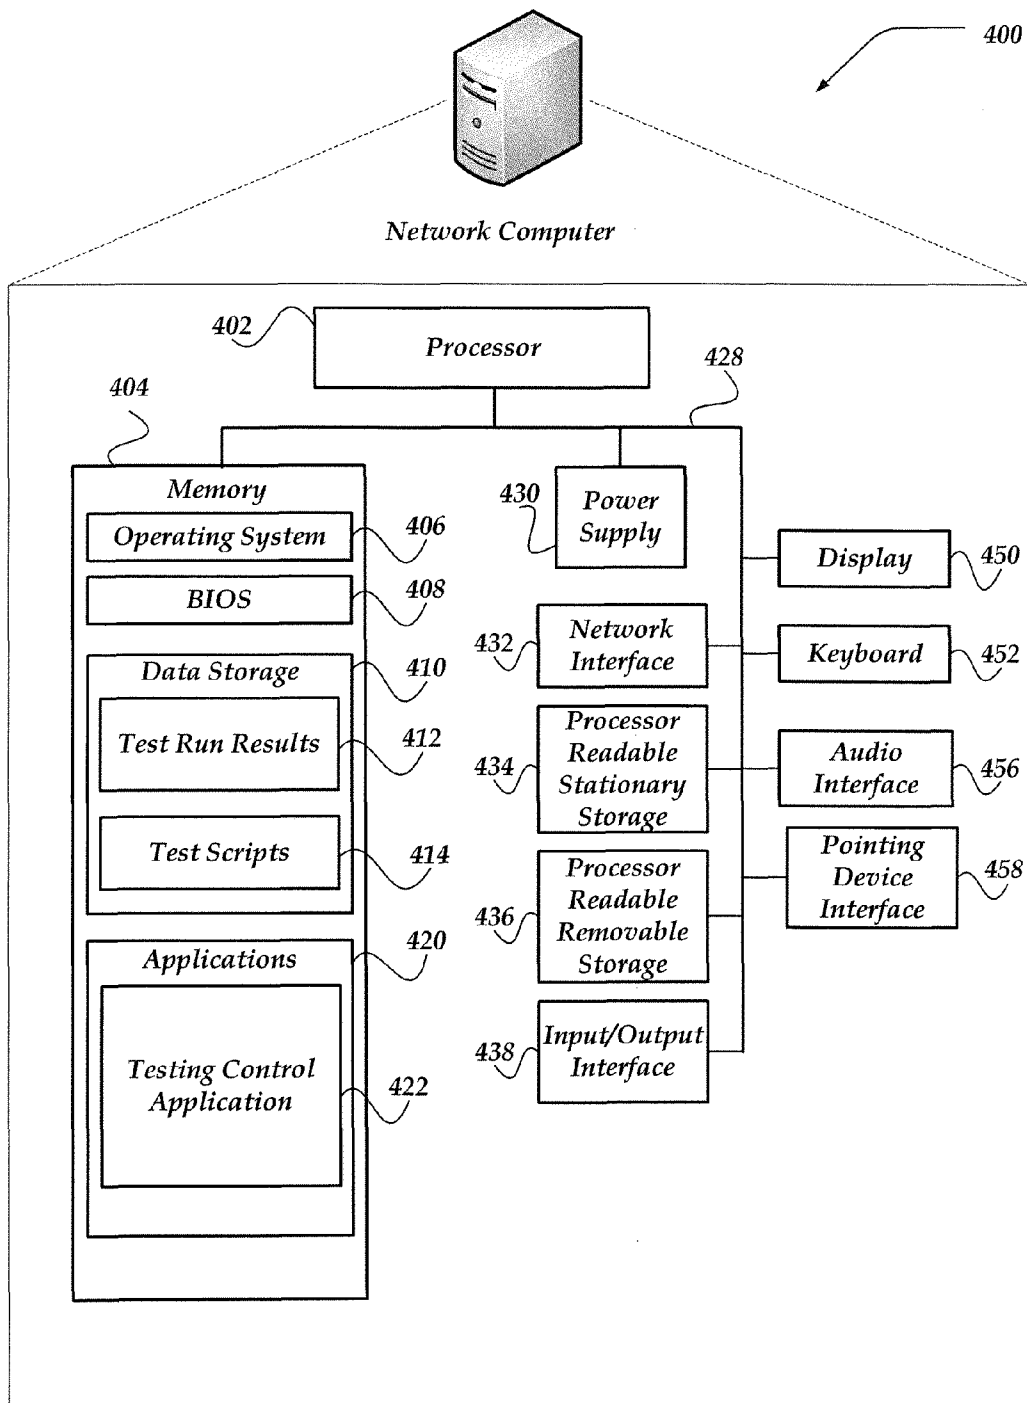 400
Network Computer
402
Processor
428
404
Memory
Operating System
406
BIOS
408
Data Storage
410
Test Run Results
412
Test Scripts
414
Applications
420
Testing Control
Application
422
430
Power
Supply
432
Network
Interface
434
Processor
Readable
Stationary
Storage
436
Processor
Readable
Removable
Storage
438
Input/Output
Interface
Display
450
Keyboard
452
Audio
Interface
456
Pointing
Device
Interface
458